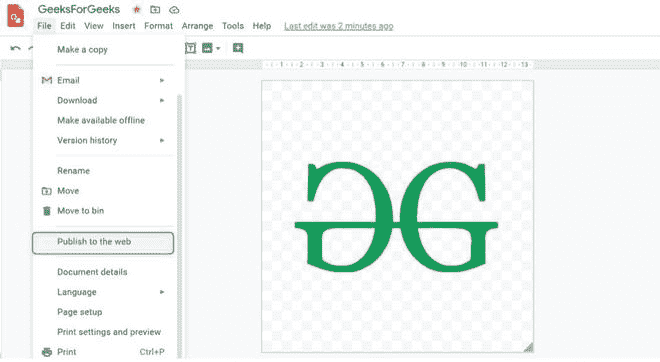 GeeksForGeeks
File Edit View Insert Format Arrange Tools Help Last edit was 2 minutes ago
Make a copy
1 2 3 4 5 6 7 8 9 10 11 12 13
Email
Download
Make available offline
Version history
Rename
Move
Move to bin
Publish to the web
Document details
Language
Page setup
Print settings and preview
Print Ctrl+P